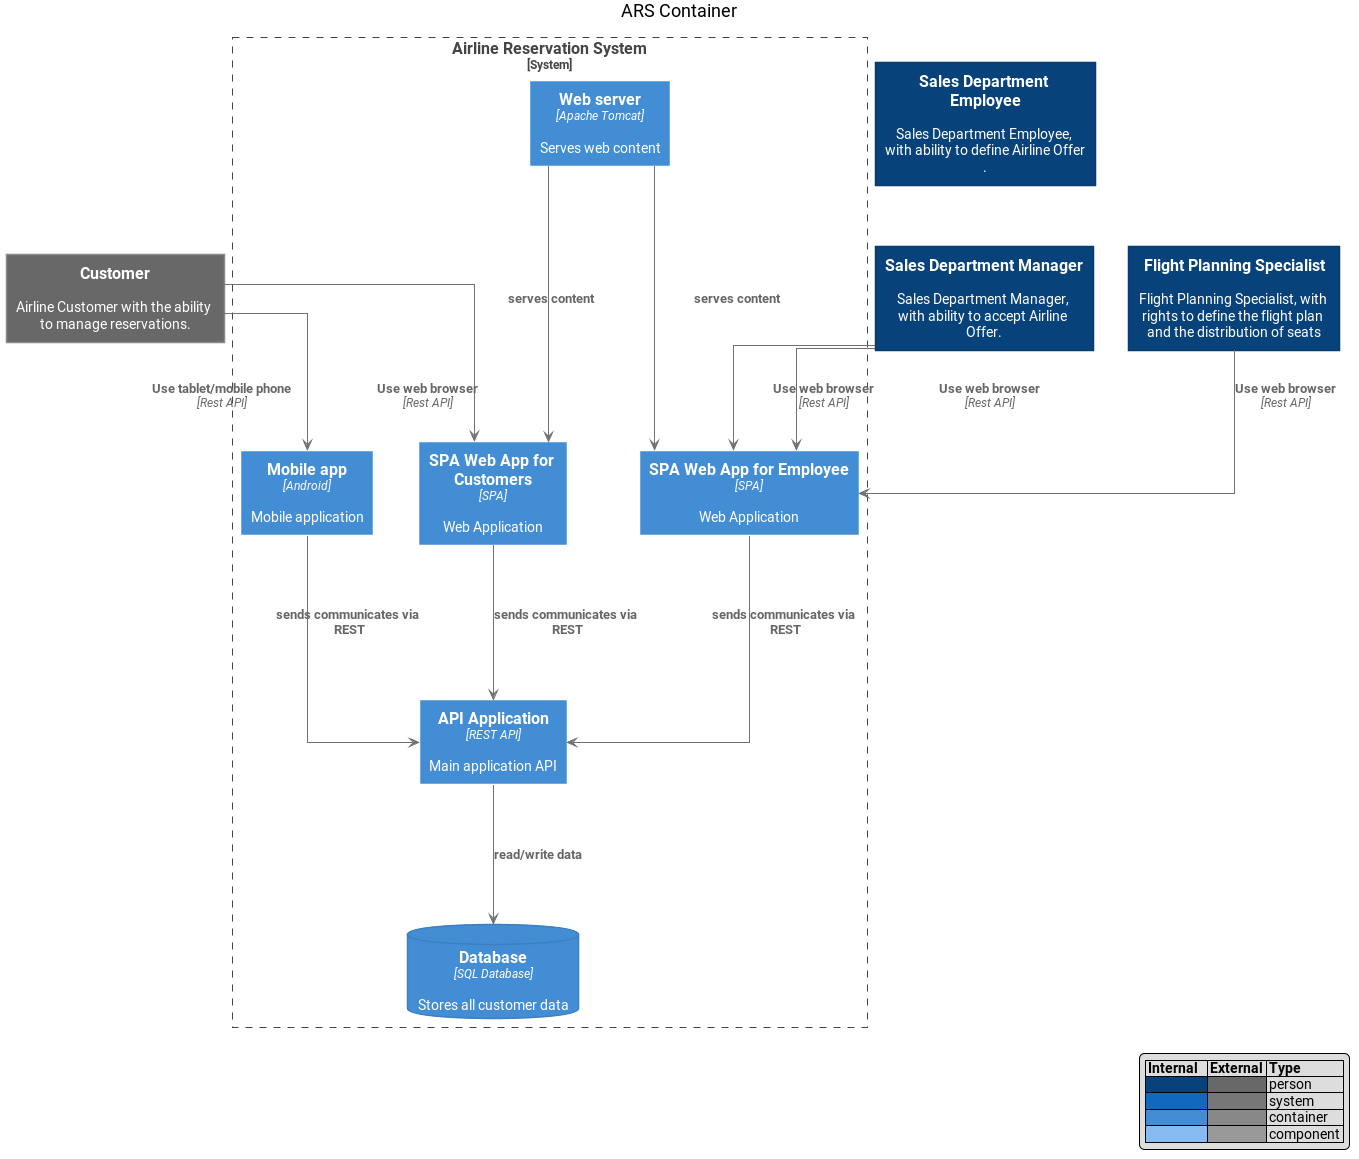 ARS Container
Airline Reservation System
[System]
Web server
[Apache Tomcat]
Serves web content
Sales Department
Employee
Sales Department Employee,
with ability to define Airline Offer
.
Customer
Airline Customer with the ability
to manage reservations.
serves content
serves content
Sales Department Manager
Sales Department Manager,
with ability to accept Airline
Offer.
Flight Planning Specialist
Flight Planning Specialist, with
rights to define the flight plan
and the distribution of seats
Use tablet/mobile phone
[Rest API]
Use web browser
[Rest API]
Use web browser
[Rest API]
Use web browser
[Rest API]
Use web browser
[Rest API]
Mobile app
[Android]
Mobile application
SPA Web App for
Customers
[SPA]
Web Application
SPA Web App for Employee
[SPA]
Web Application
sends communicates via
REST
sends communicates via
REST
sends communicates via
REST
API Application
[REST API]
Main application API
read/write data
Database
[SQL Database]
Stores all customer data
Internal External Type
person
system
container
component